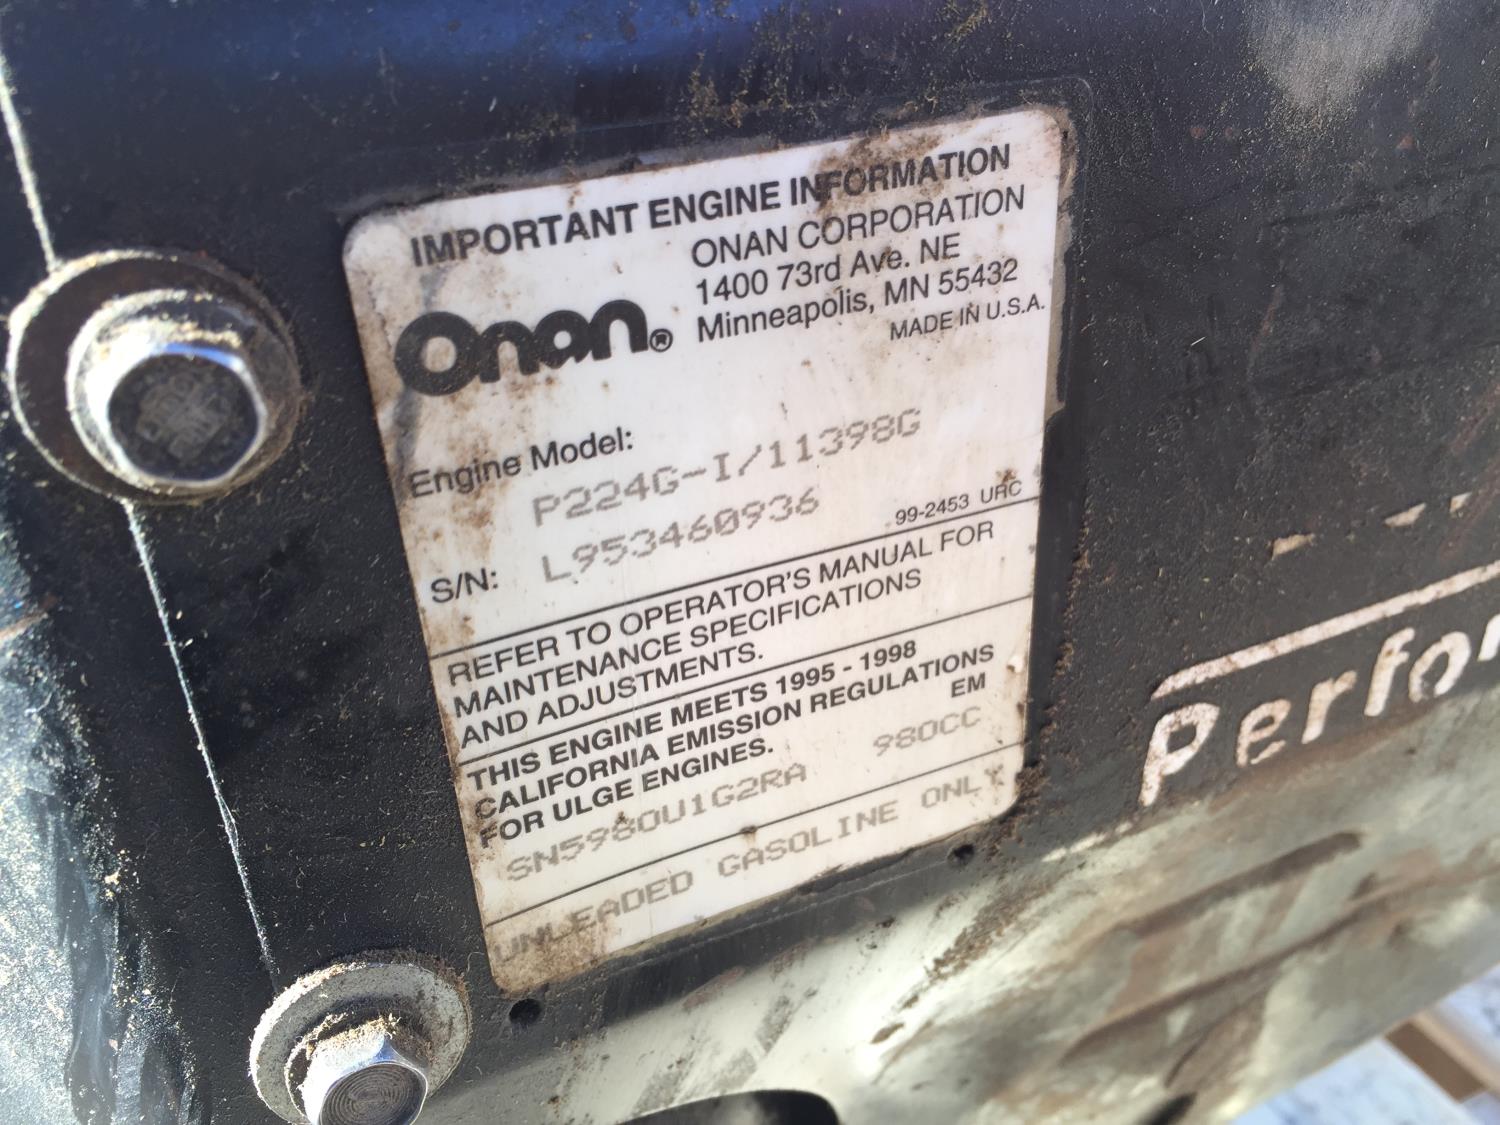 IMPORTANT ENGINE INFORMATION
Onan®
ONAN CORPORATION
1400 73rd Ave. NE
Minneapolis, MN 55432
MADE IN U.S.A.
Engine Model:
P224G-I/11398G
S/N: L953460936
99-2453 URC
REFER TO OPERATOR'S MANUAL FOR
MAINTENANCE SPECIFICATIONS
AND ADJUSTMENTS.
THIS ENGINE MEETS 1995 - 1998
CALIFORNIA EMISSION REGULATIONS
FOR ULGE ENGINES.
EM
SN5980U1G2RA 980CC
UNLEADED GASOLINE ONLY
Perfor